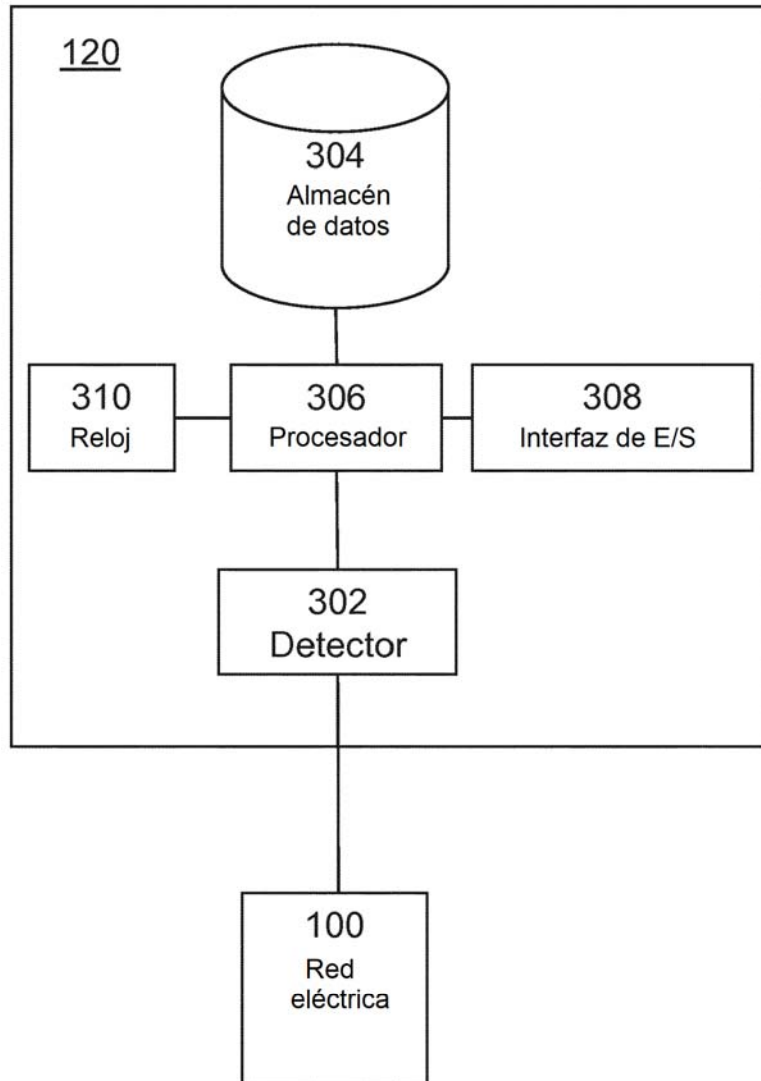 120
304
Almacén
de datos
310
Reloj
306
Procesador
308
Interfaz de E/S
302
Detector
100
Red
eléctrica